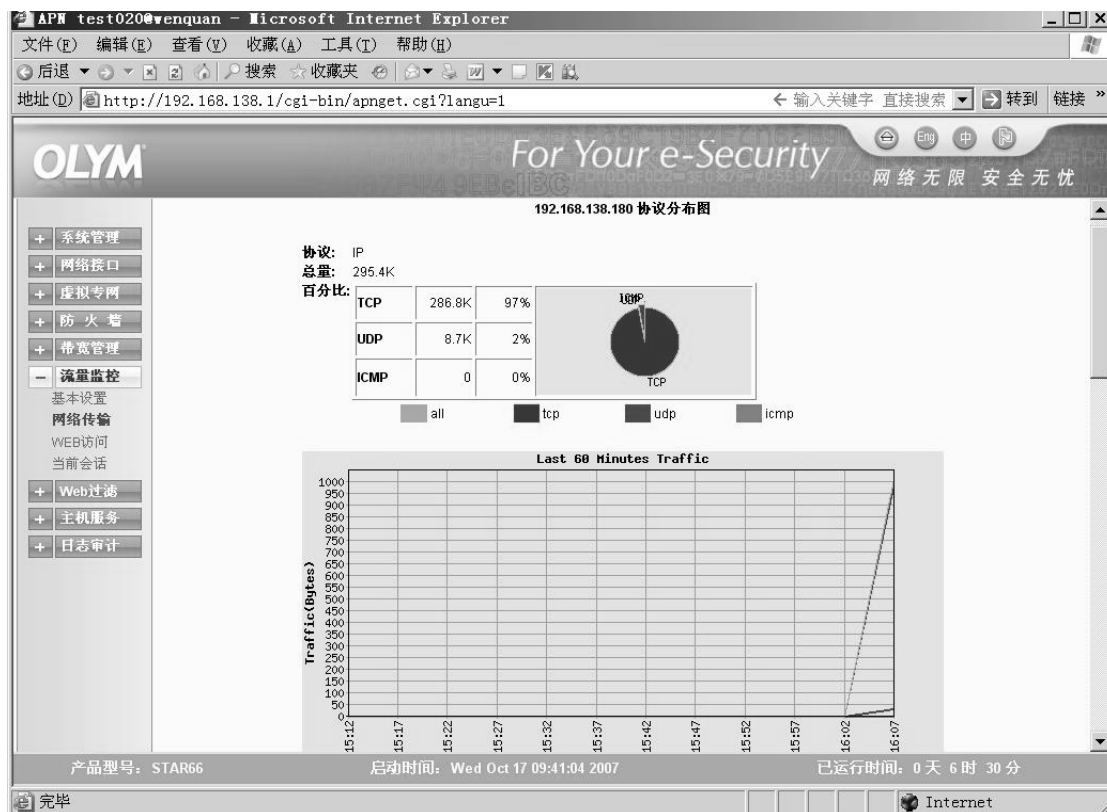 APN test020@wenquan - Microsoft Internet Explorer
文件(F) 编辑(E) 查看(V) 收藏(A) 工具(T) 帮助(H)
后退 搜索 收藏夹
地址(D) http://192.168.138.1/cgi-bin/apnget.cgi?langu=1 输入关键字 直接搜索 转到 链接 »
OLYM
For Your e-Security
Eng 中
网络无限 安全无忧
+ 系统管理
+ 网络接口
+ 虚拟专网
+ 防火墙
+ 带宽管理
- 流量监控
基本设置
网络传输
WEB访问
当前会话
+ Web过滤
+ 主机服务
+ 日志审计
192.168.138.180 协议分布图
协议: IP
总量: 295.4K
百分比:
TCP 286.8K 97%
UDP 8.7K 2%
ICMP 0 0%
TCP
all tcp udp icmp
Last 60 Minutes Traffic
Traffic(Bytes)
1000
950
900
850
800
750
700
650
600
550
500
450
400
350
300
250
200
150
100
50
0
15:12 15:17 15:22 15:27 15:32 15:37 15:42 15:47 15:52 15:57 16:02 16:07
产品型号: STAR66 启动时间: Wed Oct 17 09:41:04 2007 已运行时间: 0 天 6 时 30 分
完毕 Internet